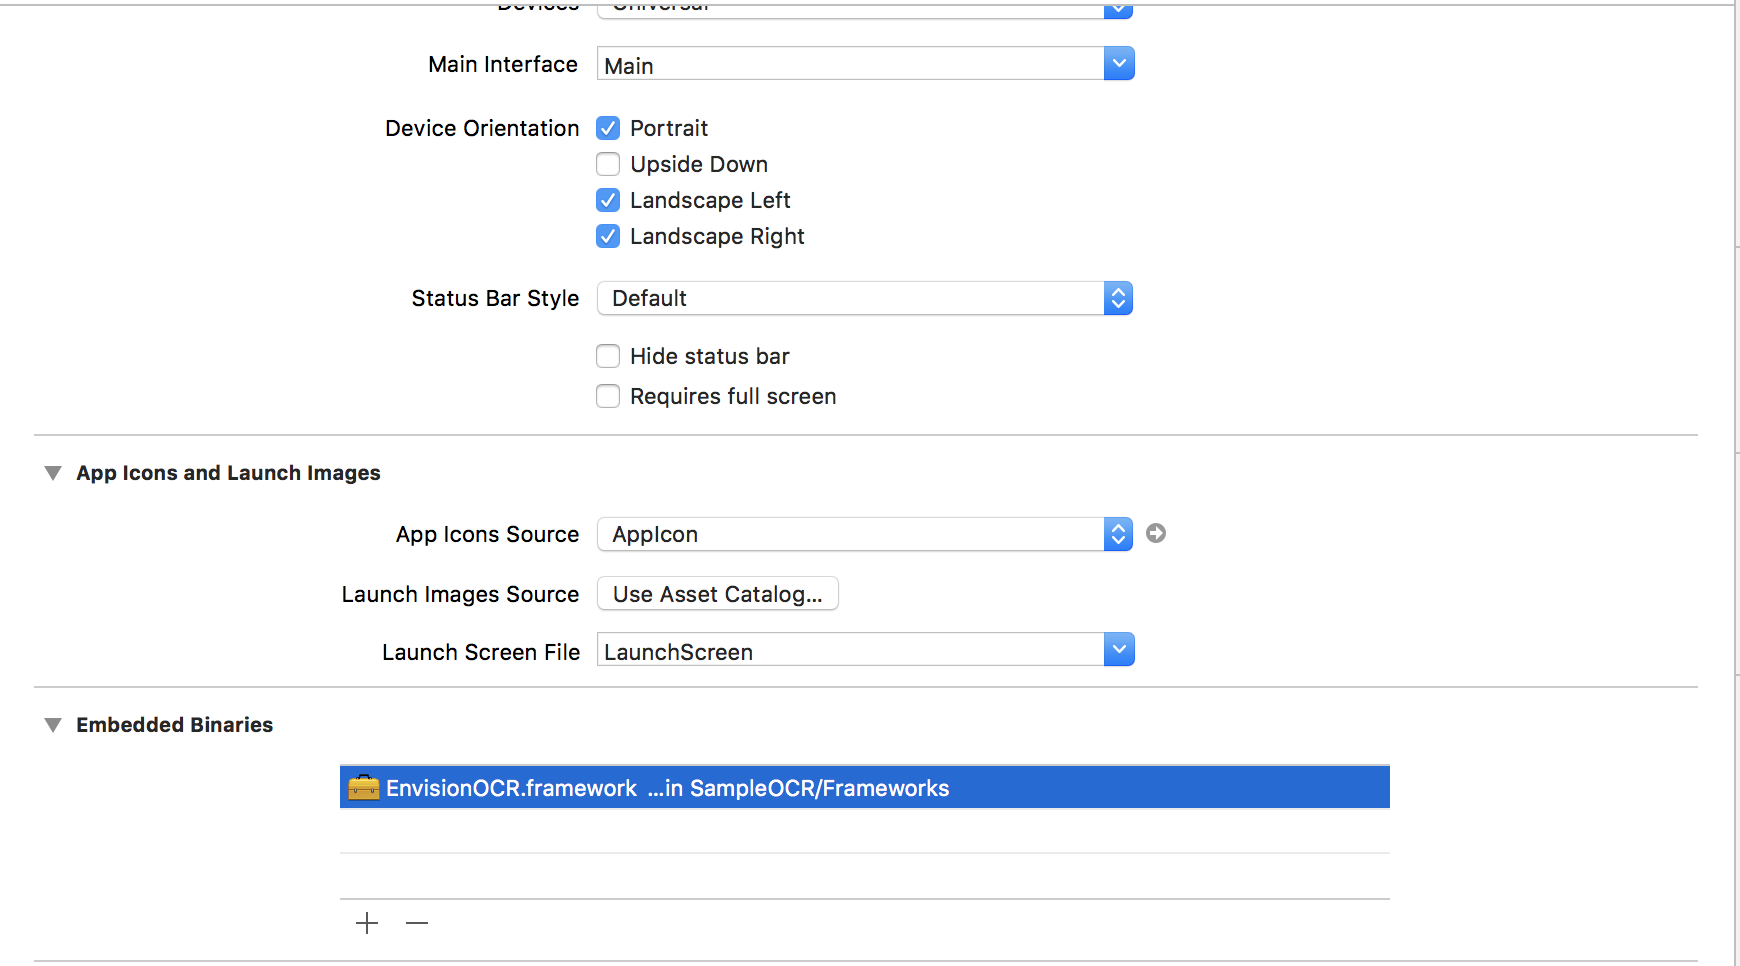 Devices Universal
Main Interface Main
Device Orientation Portrait
Upside Down
Landscape Left
Landscape Right
Status Bar Style Default
Hide status bar
Requires full screen
App Icons and Launch Images
App Icons Source AppIcon
Launch Images Source Use Asset Catalog...
Launch Screen File LaunchScreen
Embedded Binaries
EnvisionOCR.framework ...in SampleOCR/Frameworks